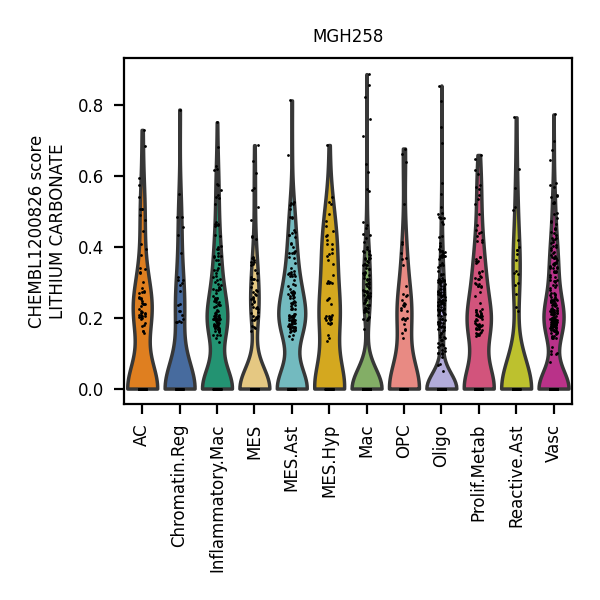 MGH258
CHEMBL1200826 score
LITHIUM CARBONATE
0.8
0.6
0.4
0.2
0.0
AC
Chromatin.Reg
Inflammatory.Mac
MES
MES.Ast
MES.Hyp
Mac
OPC
Oligo
Prolif.Metab
Reactive.Ast
Vasc